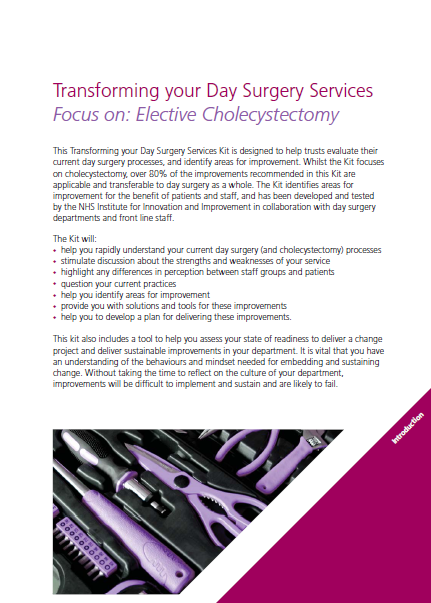 Transforming your Day Surgery Services
Focus on: Elective Cholecystectomy
This Transforming your Day Surgery Services Kit is designed to help trusts evaluate their
current day surgery processes, and identify areas for improvement. Whilst the Kit focuses
on cholecystectomy, over 80% of the improvements recommended in this Kit are
applicable and transferable to day surgery as a whole. The Kit identifies areas for
improvement for the benefit of patients and staff, and has been developed and tested
by the NHS Institute for Innovation and Improvement in collaboration with day surgery
departments and front line staff.
The Kit will:
• help you rapidly understand your current day surgery (and cholecystectomy) processes
• stimulate discussion about the strengths and weaknesses of your service
• highlight any differences in perception between staff groups and patients
• question your current practices
• help you identify areas for improvement
• provide you with solutions and tools for these improvements
• help you to develop a plan for delivering these improvements.
This kit also includes a tool to help you assess your state of readiness to deliver a change
project and deliver sustainable improvements in your department. It is vital that you have
an understanding of the behaviours and mindset needed for embedding and sustaining
change. Without taking the time to reflect on the culture of your department,
improvements will be difficult to implement and sustain and are likely to fail.
Introduction